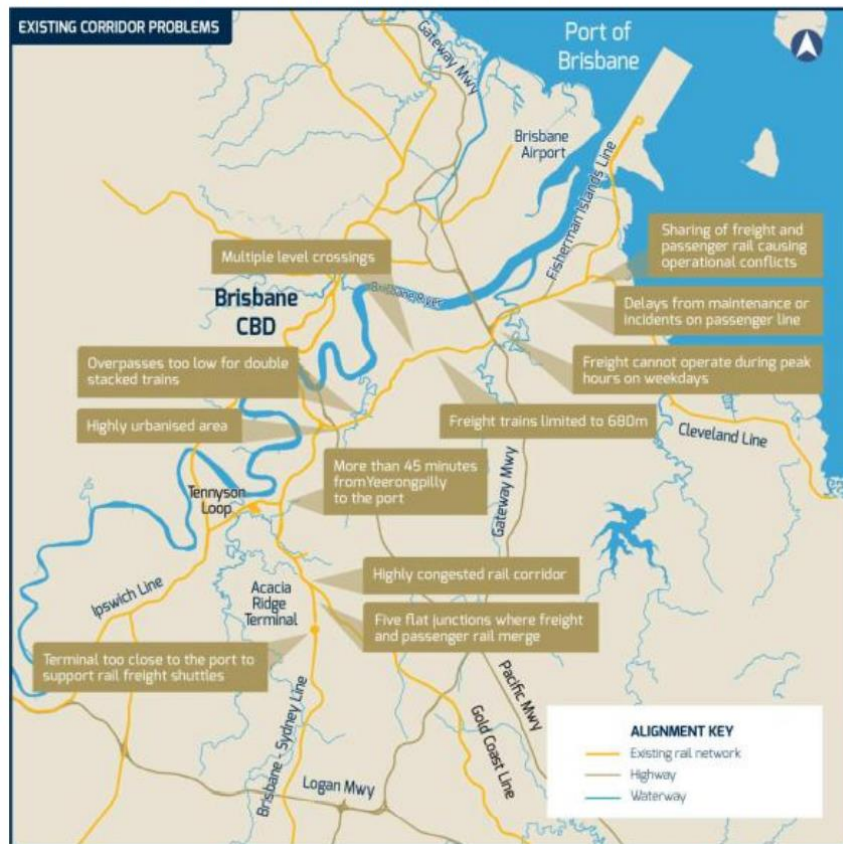 EXISTING CORRIDOR PROBLEMS
Gateway Mwy
Port of
Brisbane
Brisbane
Airport
Fisherman Islands Line
Multiple level crossings
Sharing of freight and
passenger rail causing
operational conflicts
Brisbane River
Brisbane
CBD
Delays from maintenance or
incidents on passenger line
Overpasses too low for double
stacked trains
Freight cannot operate during peak
hours on weekdays
Highly urbanised area
Freight trains limited to 680m
Cleveland Line
More than 45 minutes
from Yeerongpilly
to the port
Gateway Mwy
Tennyson
Loop
Ipswich Line
Highly congested rail corridor
Acacia
Ridge
Terminal
Five flat junctions where freight
and passenger rail merge
Terminal too close to the port to
support rail freight shuttles
Pacific Mwy
Gold Coast Line
Brisbane - Sydney Line
Logan Mwy
ALIGNMENT KEY
Existing rail network
Highway
Waterway